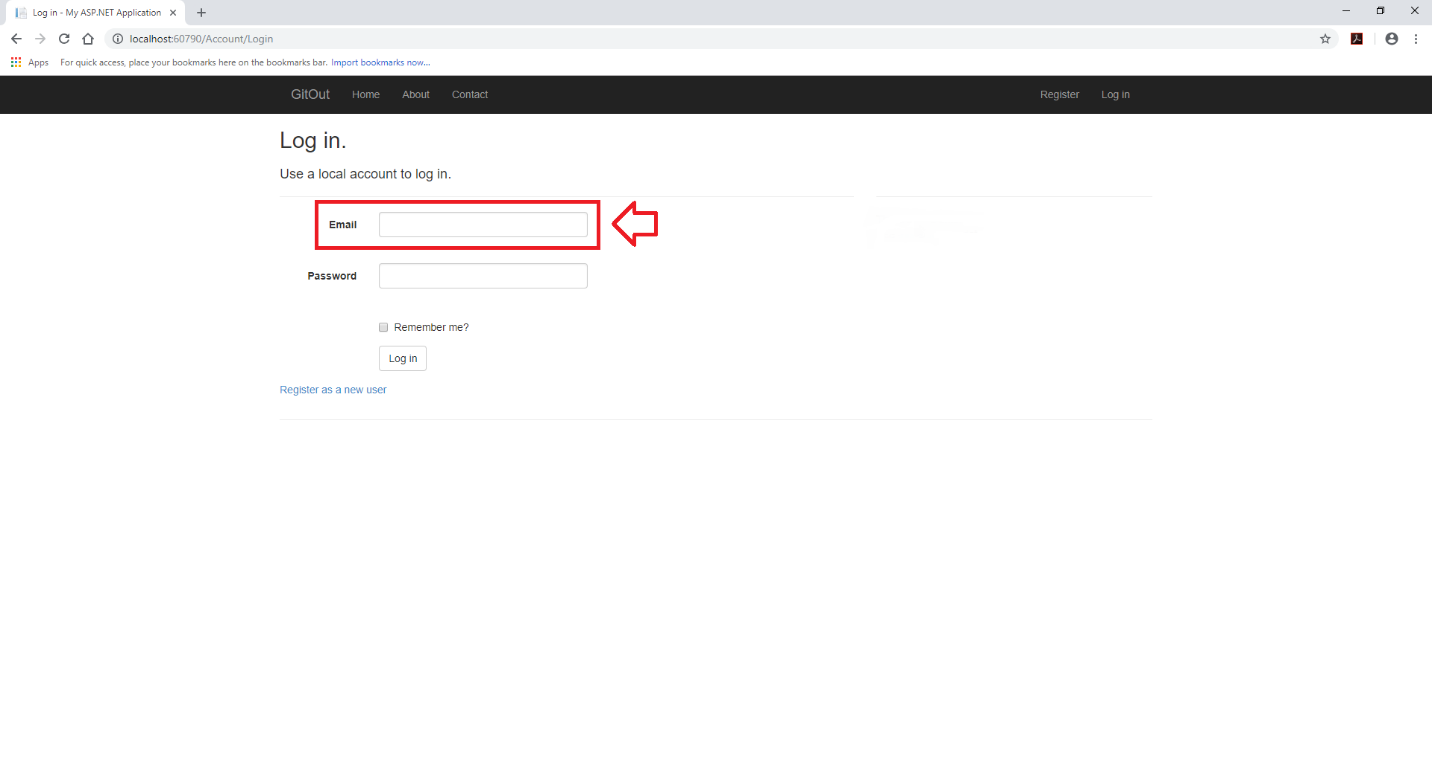 Log in - My ASP.NET Application
localhost:60790/Account/Login
Apps For quick access, place your bookmarks here on the bookmarks bar. Import bookmarks now...
GitOut Home About Contact Register Log in
Log in.
Use a local account to log in.
Email
Password
Remember me?
Log in
Register as a new user